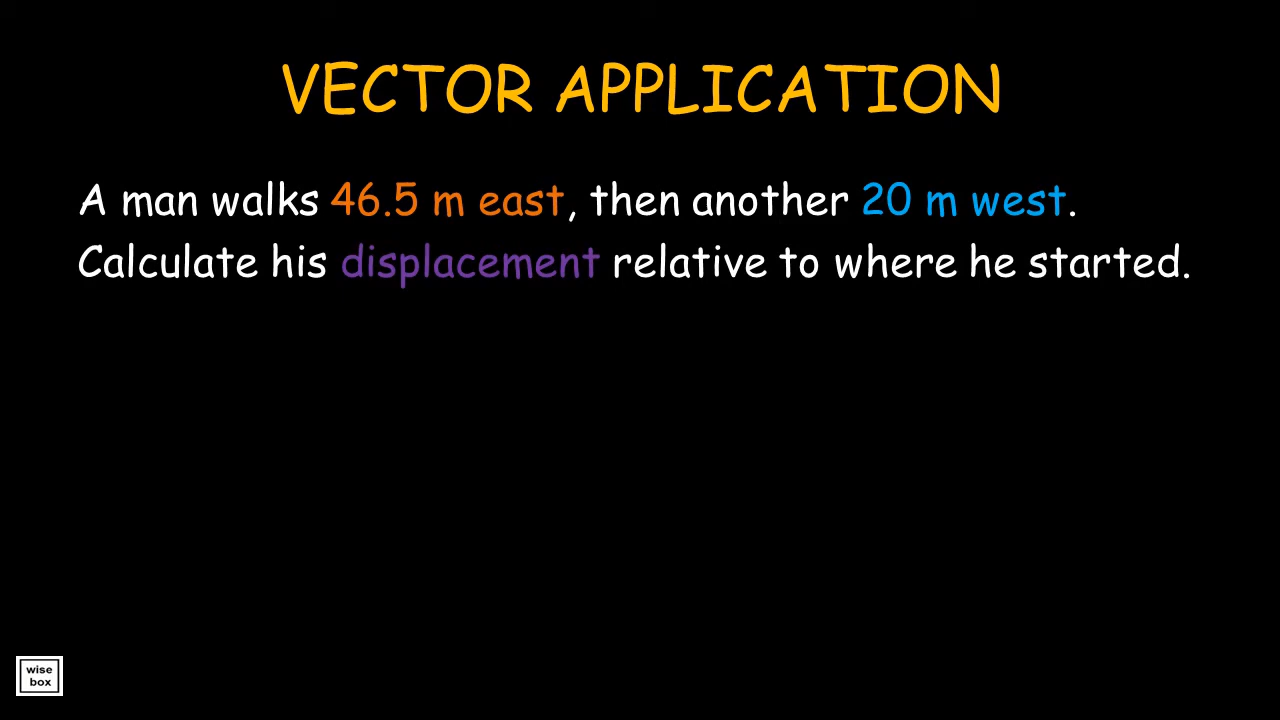 VECTOR APPLICATION
A man walks 46.5 m east, then another 20 m west.
Calculate his displacement relative to where he started.
wise
box